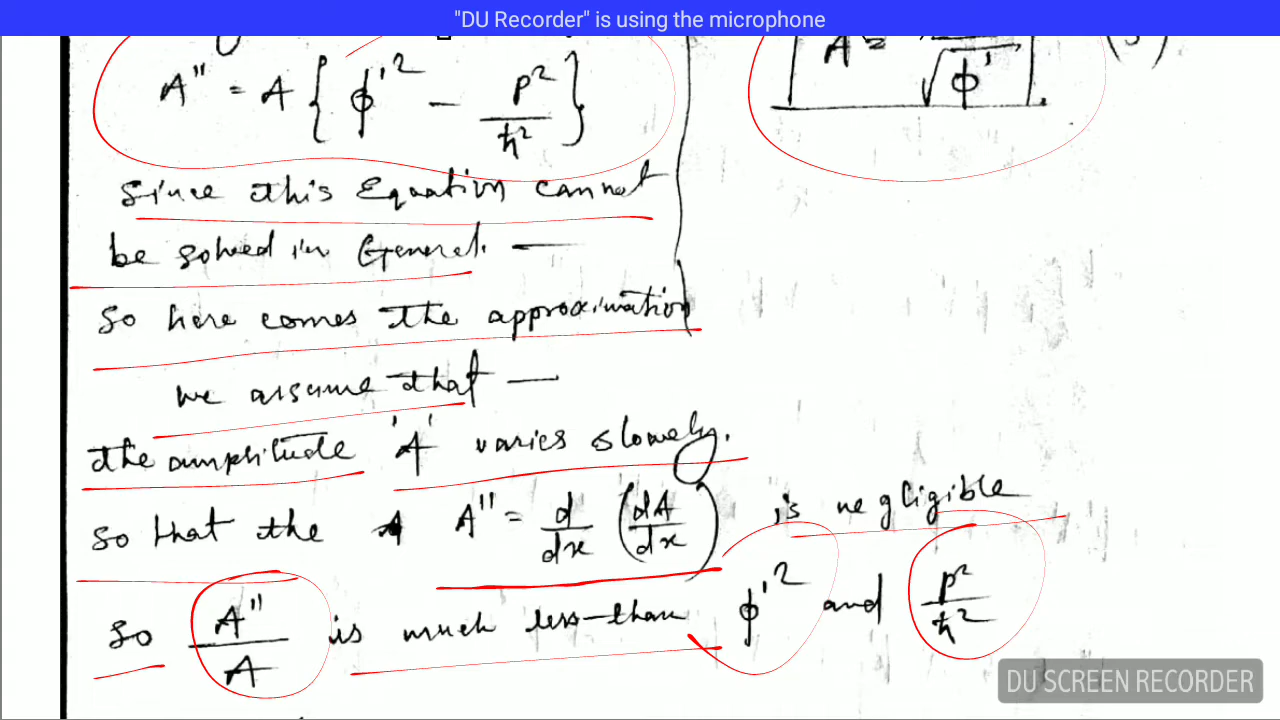 "DU Recorder" is using the microphone
A'' = A { ϕ'² − p²/ħ² }
A = /√ϕ'
Since this Equation cannot
be solved in General. —
So here comes the approximation
we assume that —
the amplitude 'A' varies slowly.
so that the A A'' = d/dx (dA/dx) is negligible
So A''/A is much less-than ϕ'² and p²/ħ²
DU SCREEN RECORDER